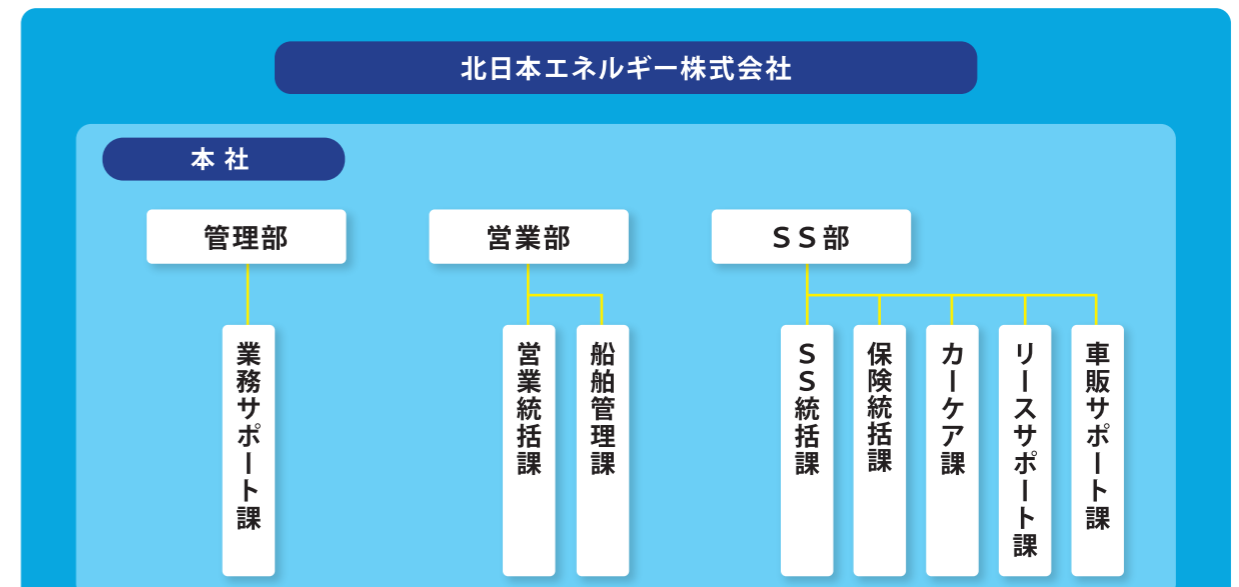 北日本エネルギー株式会社
本社
管理部
営業部
ＳＳ部
業務サポート課
営業統括課
船舶管理課
ＳＳ統括課
保険統括課
カーケア課
リースサポート課
車販サポート課